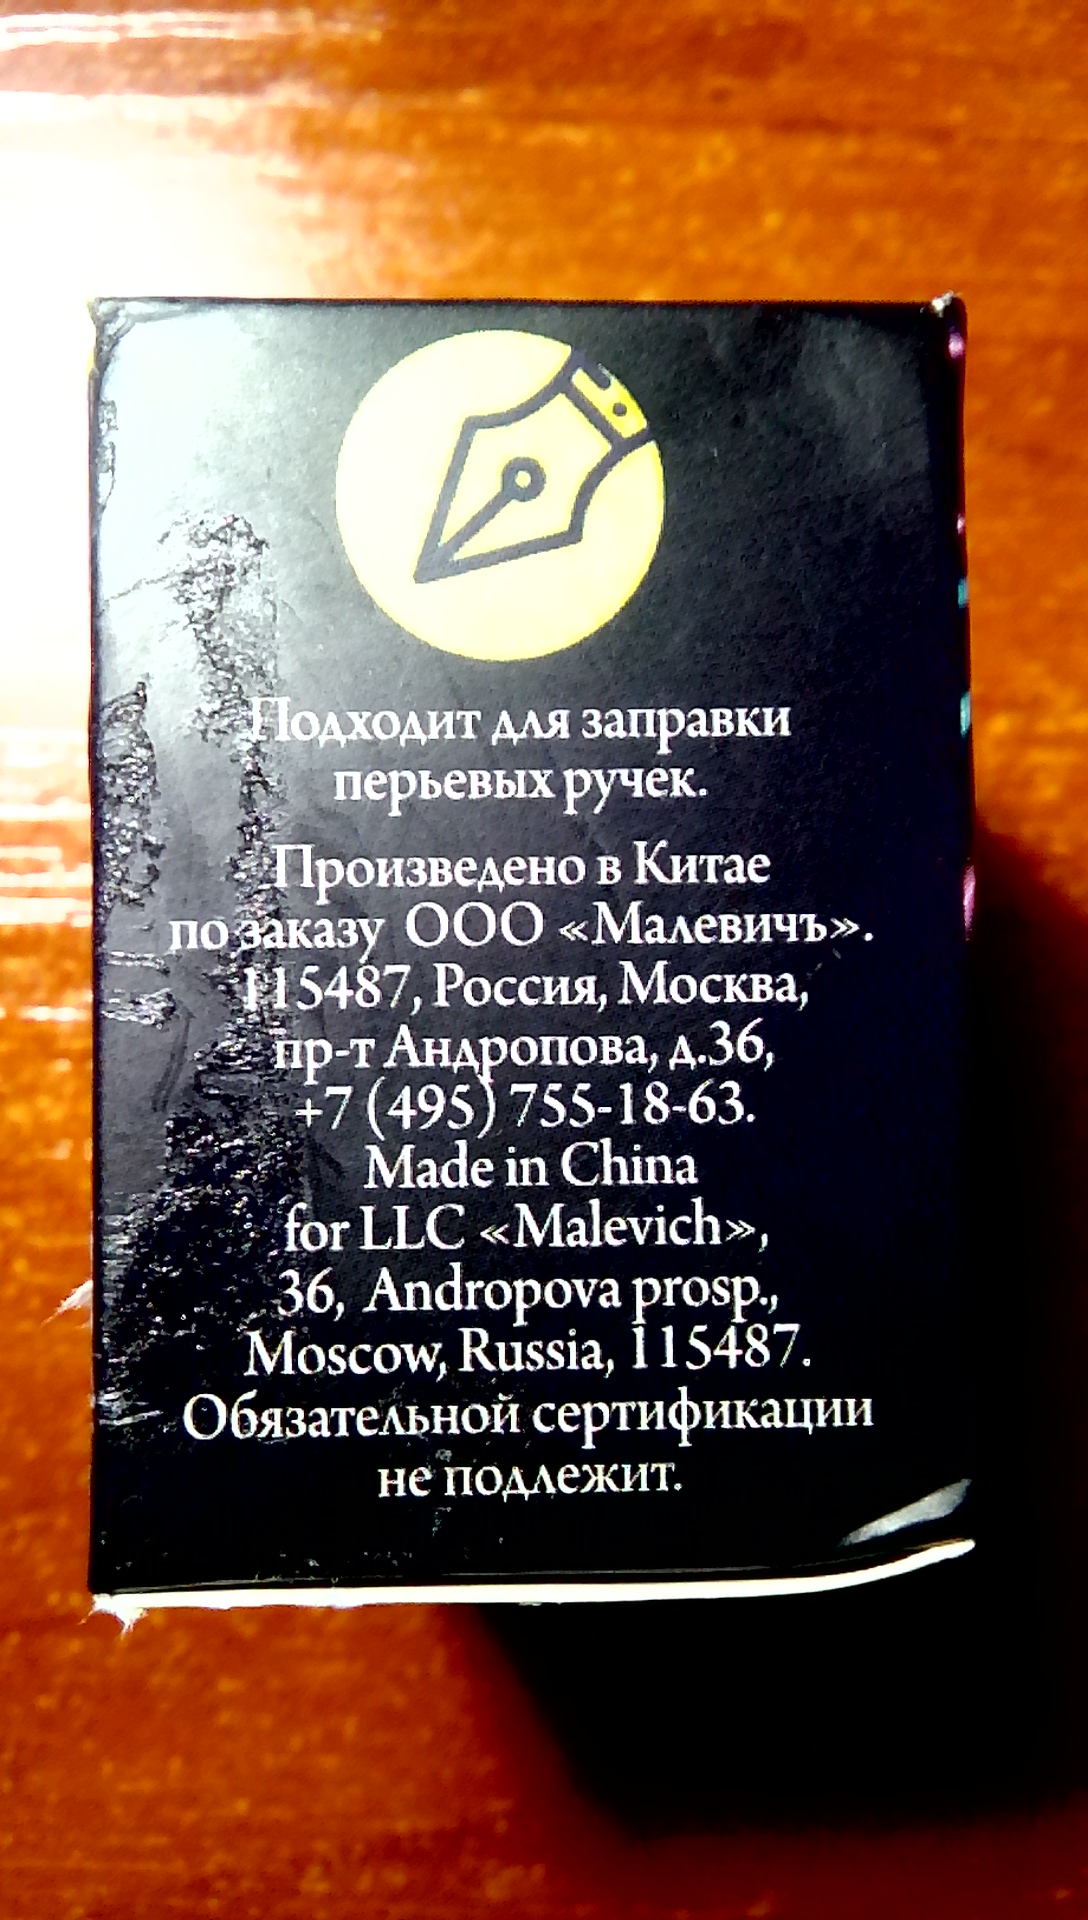 Подходит для заправки
перьевых ручек.
Произведено в Китае
по заказу ООО «Малевичъ».
115487, Россия, Москва,
пр-т Андропова, д.36,
+7 (495) 755-18-63.
Made in China
for LLC «Malevich»,
36, Andropova prosp.,
Moscow, Russia, 115487.
Обязательной сертификации
не подлежит.